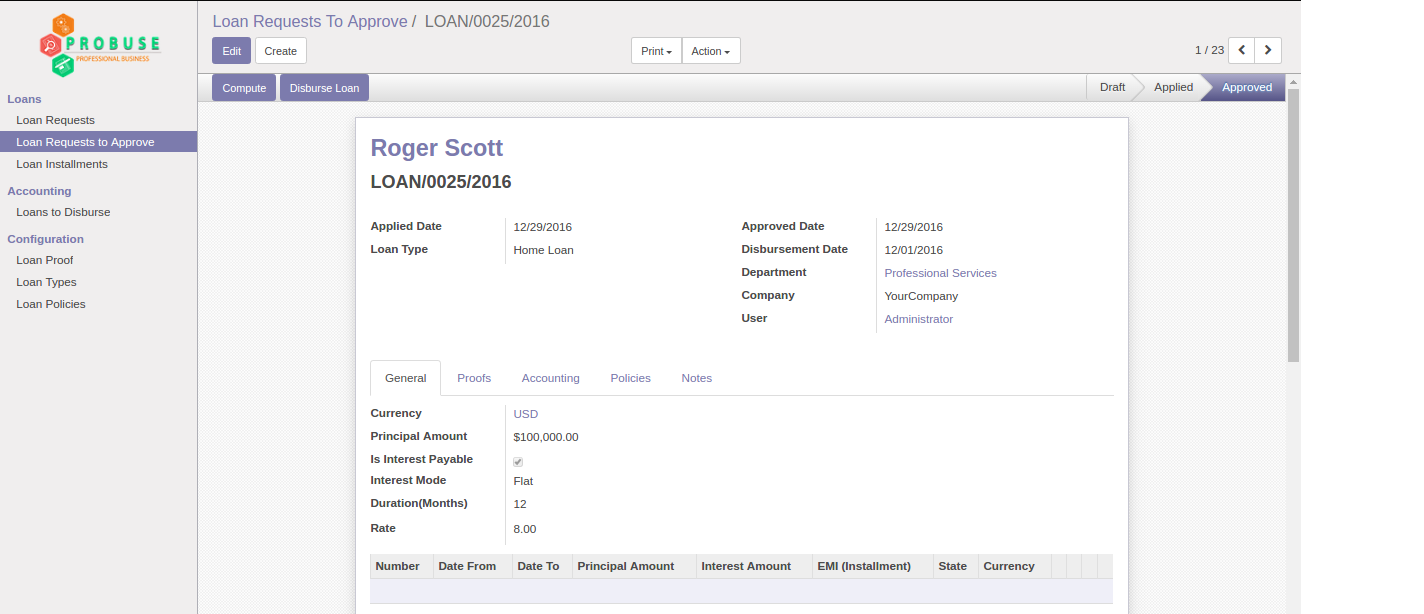 PROBUSE
PROFESSIONAL BUSINESS
Loans
Loan Requests
Loan Requests to Approve
Loan Installments
Accounting
Loans to Disburse
Configuration
Loan Proof
Loan Types
Loan Policies
Loan Requests To Approve / LOAN/0025/2016
Edit Create Print Action 1 / 23
Compute Disburse Loan Draft Applied Approved
Roger Scott
LOAN/0025/2016
Applied Date 12/29/2016
Loan Type Home Loan
Approved Date 12/29/2016
Disbursement Date 12/01/2016
Department Professional Services
Company YourCompany
User Administrator
General Proofs Accounting Policies Notes
Currency USD
Principal Amount $100,000.00
Is Interest Payable
Interest Mode Flat
Duration(Months) 12
Rate 8.00
Number Date From Date To Principal Amount Interest Amount EMI (Installment) State Currency